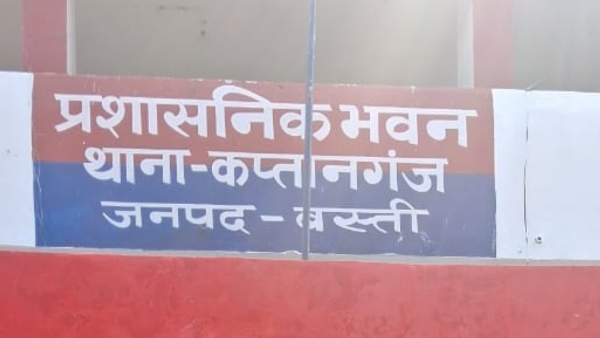 प्रशासनिक भवन
थाना-कप्तानगंज
जनपद - बस्ती